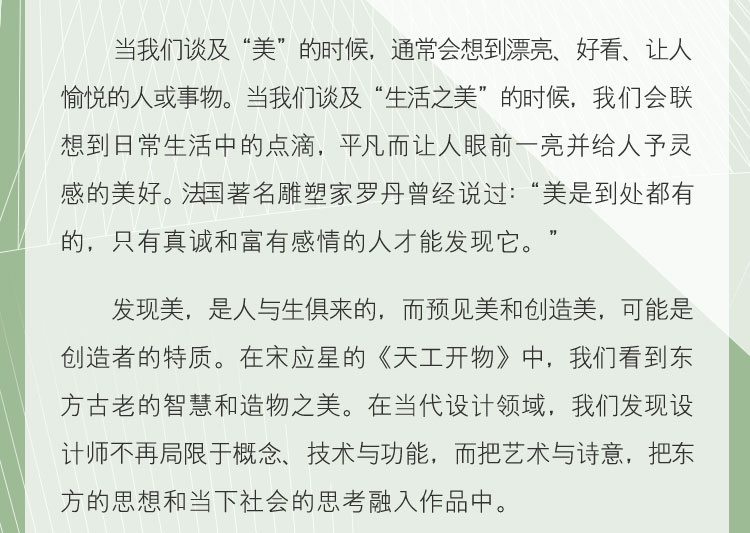 当我们谈及“美”的时候，通常会想到漂亮、好看、让人
愉悦的人或事物。当我们谈及“生活之美”的时候，我们会联
想到日常生活中的点滴，平凡而让人眼前一亮并给人予灵
感的美好。法国著名雕塑家罗丹曾经说过：“美是到处都有
的，只有真诚和富有感情的人才能发现它。”
发现美，是人与生俱来的，而预见美和创造美，可能是
创造者的特质。在宋应星的《天工开物》中，我们看到东
方古老的智慧和造物之美。在当代设计领域，我们发现设
计师不再局限于概念、技术与功能，而把艺术与诗意，把东
方的思想和当下社会的思考融入作品中。